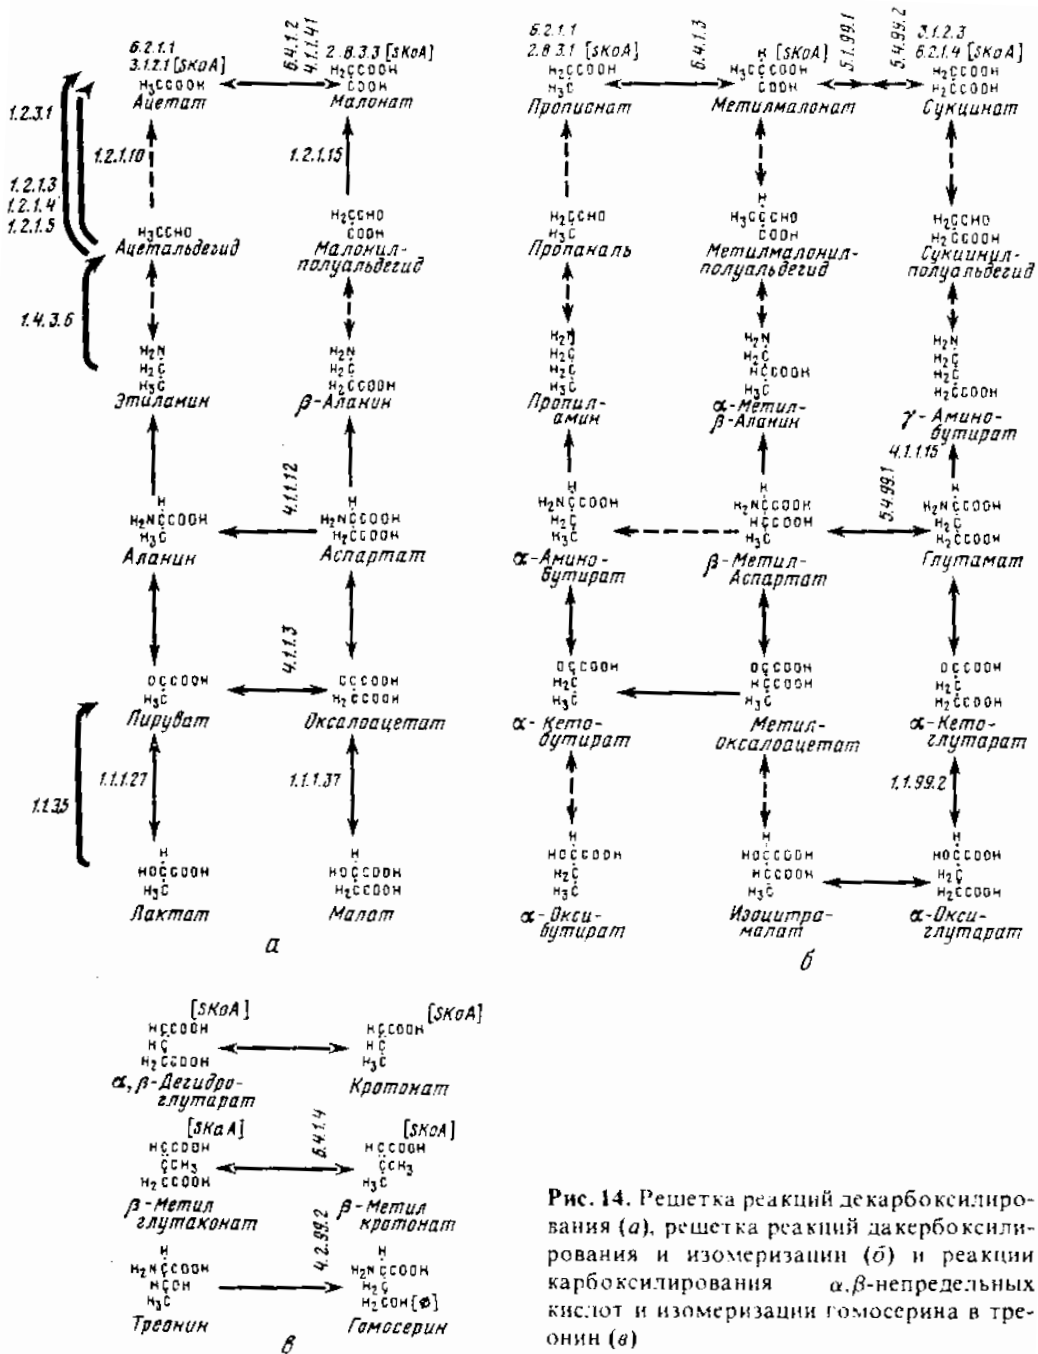 6.2.1.1
3.1.2.1 [SKoA]
H₃CCOOH
Ацетат
6.4.1.2
4.1.1.41
2.8.3.3 [SKoA]
H₂CCOOH
COOH
Малонат
1.2.3.1
1.2.1.10
1.2.1.15
1.2.1.3
1.2.1.4
1.2.1.5
H₃CCHO
Ацетальдегид
H₂CCHO
COOH
Малонил-
полуальдегид
1.4.3.6
H₂N
H₂C
H₃C
Этиламин
H₂N
H₂C
H₂CCOOH
β-Аланин
4.1.1.12
H
H₂NCCOOH
H₃C
Аланин
H
H₂NCCOOH
H₂CCOOH
Аспартат
4.1.1.3
OCCOOH
H₃C
Пируват
OCCOOH
H₂CCOOH
Оксалоацетат
1.1.3.5
1.1.1.27
1.1.1.37
H
HOCCOOH
H₃C
Лактат
H
HOCCOOH
H₂CCOOH
Малат
а
6.2.1.1
2.8.3.1 [SKoA]
H₂CCOOH
H₃C
Пропионат
6.4.1.3
H [SKoA]
H₃CCCOOH
COOH
Метилмалонат
5.1.99.1
5.4.99.2
3.1.2.3
6.2.1.4 [SKoA]
H₂CCOOH
H₂CCOOH
Сукцинат
H₂CCHO
H₃C
Пропаналь
H
H₃CCCHO
COOH
Метилмалонил-
полуальдегид
H₂CCHO
H₂CCOOH
Сукцинил-
полуальдегид
H₂N
H₂C
H₂C
H₃C
Пропил-
амин
H₂N
H₂C
HCCOOH
H₃C
α-Метил-
β-Аланин
H₂N
H₂C
H₂C
H₂CCOOH
γ-Амино-
бутират
4.1.1.15
H
H₂NCCOOH
H₂C
H₃C
α-Амино-
бутират
H
H₂NCCOOH
HCCOOH
H₃C
β-Метил-
Аспартат
5.4.99.1
H
H₂NCCOOH
H₂C
H₂CCOOH
Глутамат
OCCOOH
H₂C
H₃C
α-Кето-
бутират
OCCOOH
HCCOOH
H₃C
Метил-
оксалоацетат
OCCOOH
H₂C
H₂CCOOH
α-Кето-
глутарат
1.1.99.2
H
HOCCOOH
H₂C
H₃C
α-Окси-
бутират
H
HOCCOOH
HCCOOH
H₃C
Изоцитра-
малат
H
HOCCOOH
H₂C
H₂CCOOH
α-Окси-
глутарат
б
[SKoA]
HCCOOH
HC
H₂CCOOH
α,β-Дегидро-
глутарат
[SKoA]
HCCOOH
HC
H₃C
Кротонат
[SKoA]
HCCOOH
CCH₃
H₂CCOOH
β-Метил
глутаконат
6.4.1.4
[SKoA]
HCCOOH
CCH₃
H₃C
β-Метил
кротонат
H
H₂NCCOOH
HCOH
H₃C
Треонин
4.2.99.2
H
H₂NCCOOH
H₂C
H₂COH[Ф]
Гомосерин
в
Рис. 14. Решетка реакций декарбоксилиро-
вания (а), решетка реакций дакербоксили-
рования и изомеризации (б) и реакции
карбоксилирования α,β-непредельных
кислот и изомеризации гомосерина в тре-
онин (в)